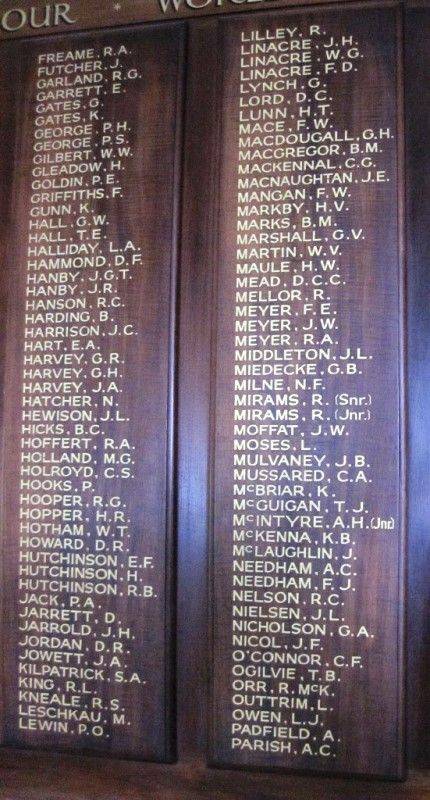 OUR * WORLD
FREAME, R.A.
FUTCHER, J.
GARLAND, R.G.
GARRETT, E.
GATES, G.
GATES, K.
GEORGE, P.H.
GEORGE, P.S.
GILBERT, W.W.
GLEADOW, H.
GOLDIN, P.E.
GRIFFITHS, F.
GUNN, K.
HALL, G.W.
HALL, T.E.
HALLIDAY, L.A.
HAMMOND, D.F.
HANBY, J.G.T.
HANBY, J.R.
HANSON, R.C.
HARDING, B.
HARRISON, J.C.
HART, E.A.
HARVEY, G.R.
HARVEY, G.H.
HARVEY, J.A.
HATCHER, N.
HEWISON, J.L.
HICKS, B.C.
HOFFERT, R.A.
HOLLAND, M.G.
HOLROYD, C.S.
HOOKS, P.
HOOPER, R.G.
HOPPER, H.R.
HOTHAM, W.T.
HOWARD, D.R.
HUTCHINSON, E.F.
HUTCHINSON, H.
HUTCHINSON, R.B.
JACK, P.A.
JARRETT, D.
JARROLD, J.H.
JORDAN, D.R.
JOWETT, J.A.
KILPATRICK, S.A.
KING, R.L.
KNEALE, R.S.
LESCHKAU, M.
LEWIN, P.O.
LILLEY, R.
LINACRE, J.H.
LINACRE, W.G.
LINACRE, F.D.
LYNCH, G.
LORD, D.C.
LUNN, H.T.
MACE, F.W.
MACDOUGALL, G.H.
MACGREGOR, B.M.
MACKENNAL, C.G.
MACNAUGHTAN, J.E.
MANGAN, F.W.
MARKBY, H.V.
MARKS, B.M.
MARSHALL, G.V.
MARTIN, W.V.
MAULE, H.W.
MEAD, D.C.C.
MELLOR, R.
MEYER, F.E.
MEYER, J.W.
MEYER, R.A.
MIDDLETON, J.L.
MIEDECKE, G.B.
MILNE, N.F.
MIRAMS, R. (Snr.)
MIRAMS, R. (Jnr.)
MOFFAT, J.W.
MOSES, L.
MULVANEY, J.B.
MUSSARED, C.A.
McBRIAR, K.
McGUIGAN, T.J.
McINTYRE, A.H. (Jnr)
McKENNA, K.B.
McLAUGHLIN, J.
NEEDHAM, A.C.
NEEDHAM, F.J.
NELSON, R.C.
NIELSEN, J.L.
NICHOLSON, G.A.
NICOL, J.F.
O'CONNOR, C.F.
OGILVIE, T.B.
ORR, R.McK.
OUTTRIM, L.
OWEN, L.J.
PADFIELD, A.
PARISH, A.C.